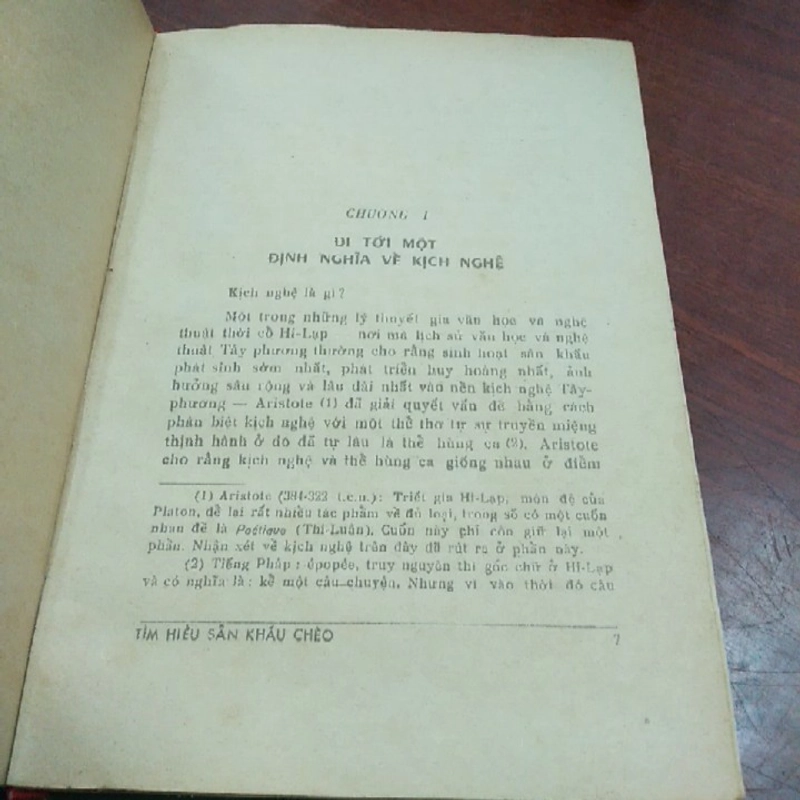 CHƯƠNG I
ĐI TỚI MỘT
ĐỊNH NGHĨA VỀ KỊCH NGHỆ
Kịch nghệ là gì?
Một trong những lý thuyết gia văn học và nghệ
thuật thời cổ Hi-Lạp — nơi mà lịch sử văn học và nghệ
thuật Tây phương thường cho rằng sinh hoạt sân khấu
phát sinh sớm nhất, phát triển huy hoàng nhất, ảnh
hưởng sâu rộng và lâu dài nhất vào nền kịch nghệ Tây-
phương — Aristote (1) đã giải quyết vấn đề bằng cách
phân biệt kịch nghệ với một thể thơ tự sự truyền miệng
thịnh hành ở đó đã tự lâu là thể hùng ca (2). Aristote
cho rằng kịch nghệ và thể hùng ca giống nhau ở điểm
(1) Aristote (384-322 t.c.n.): Triết gia Hi-Lạp, môn đệ của
Platon, để lại rất nhiều tác phẩm về đủ loại, trong số có một cuốn
nhan đề là (Thi-Luận). Cuốn này chỉ còn giữ lại một
phần. Nhận xét về kịch nghệ trên đây đã rút ra ở phần này.
(2) Tiếng Pháp: épopée, truy nguyên thì gốc chữ ở Hi-Lạp
và có nghĩa là: kể một câu chuyện. Nhưng vì vào thời đó câu
TÌM HIỂU SÂN KHẤU CHÈO 7